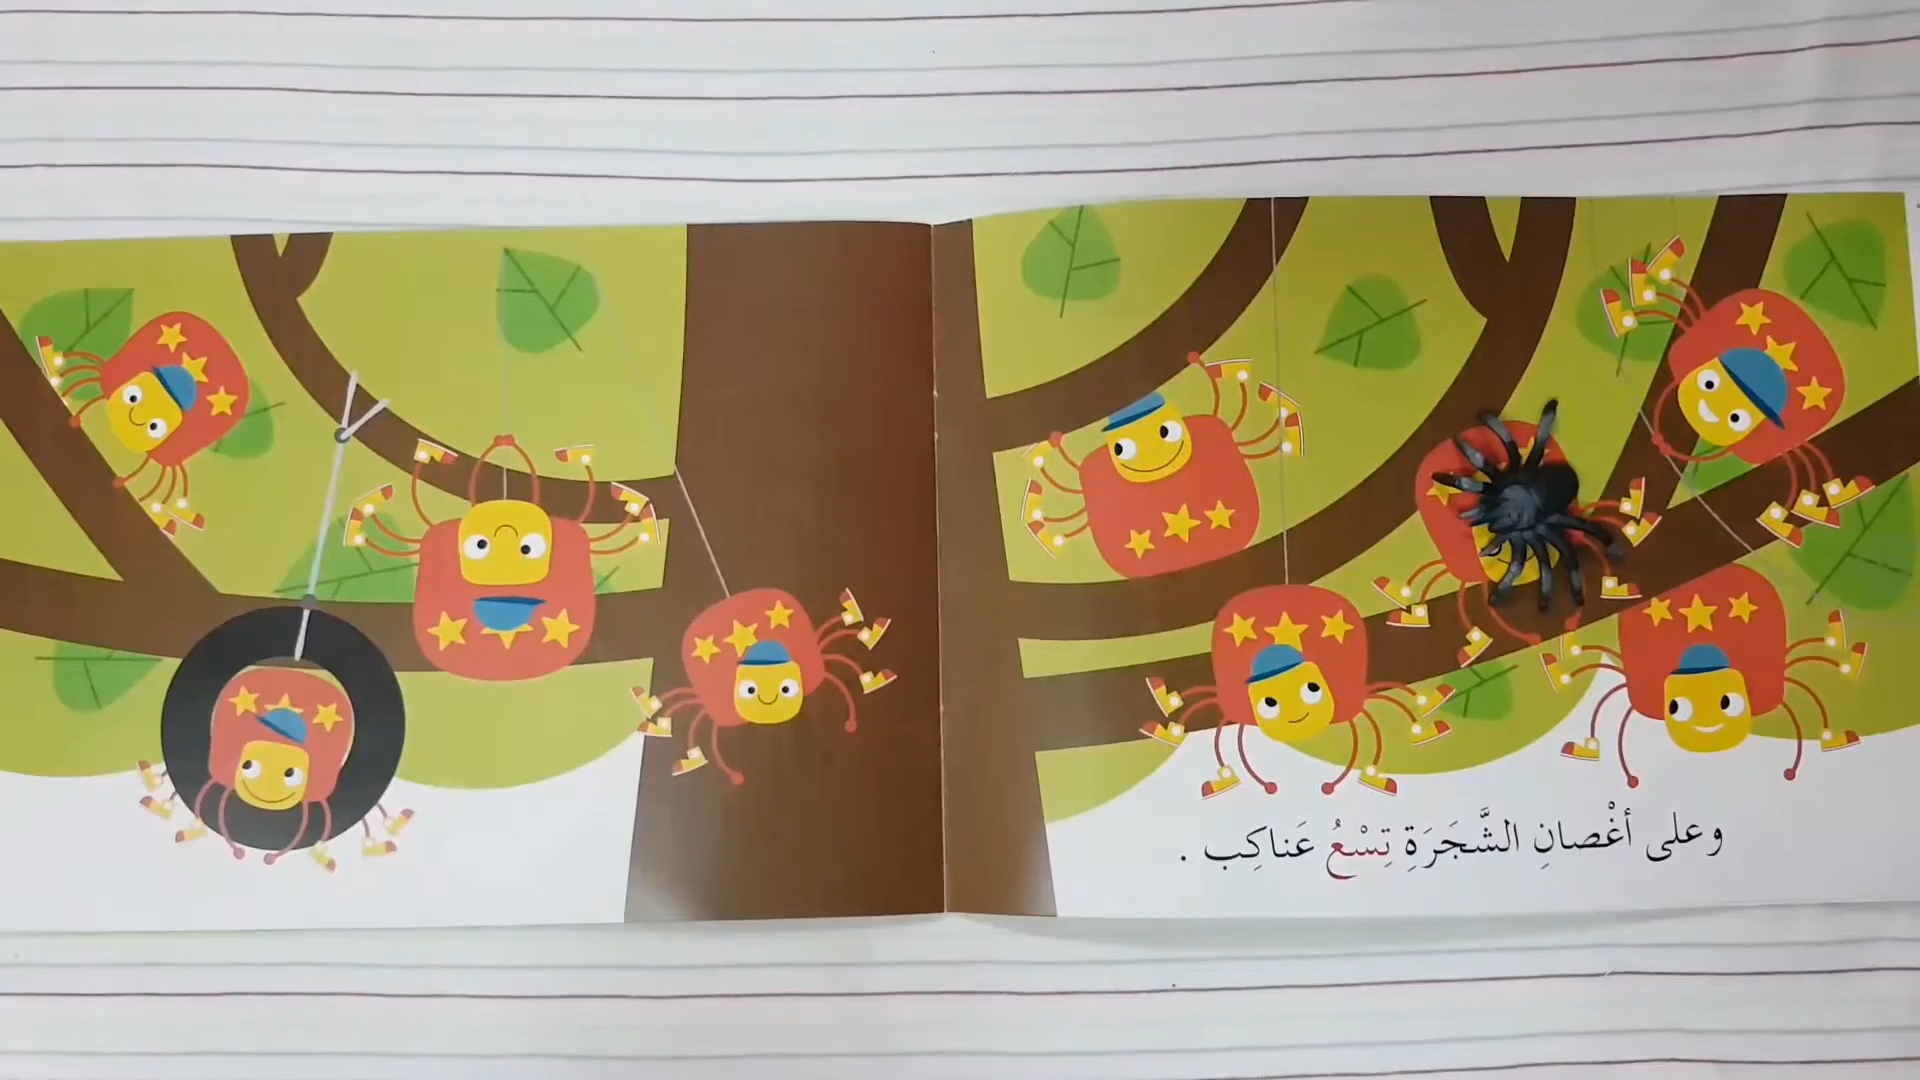 وعلى أغْصانِ الشَّجَرَةِ تِسْعُ عَناكِب .